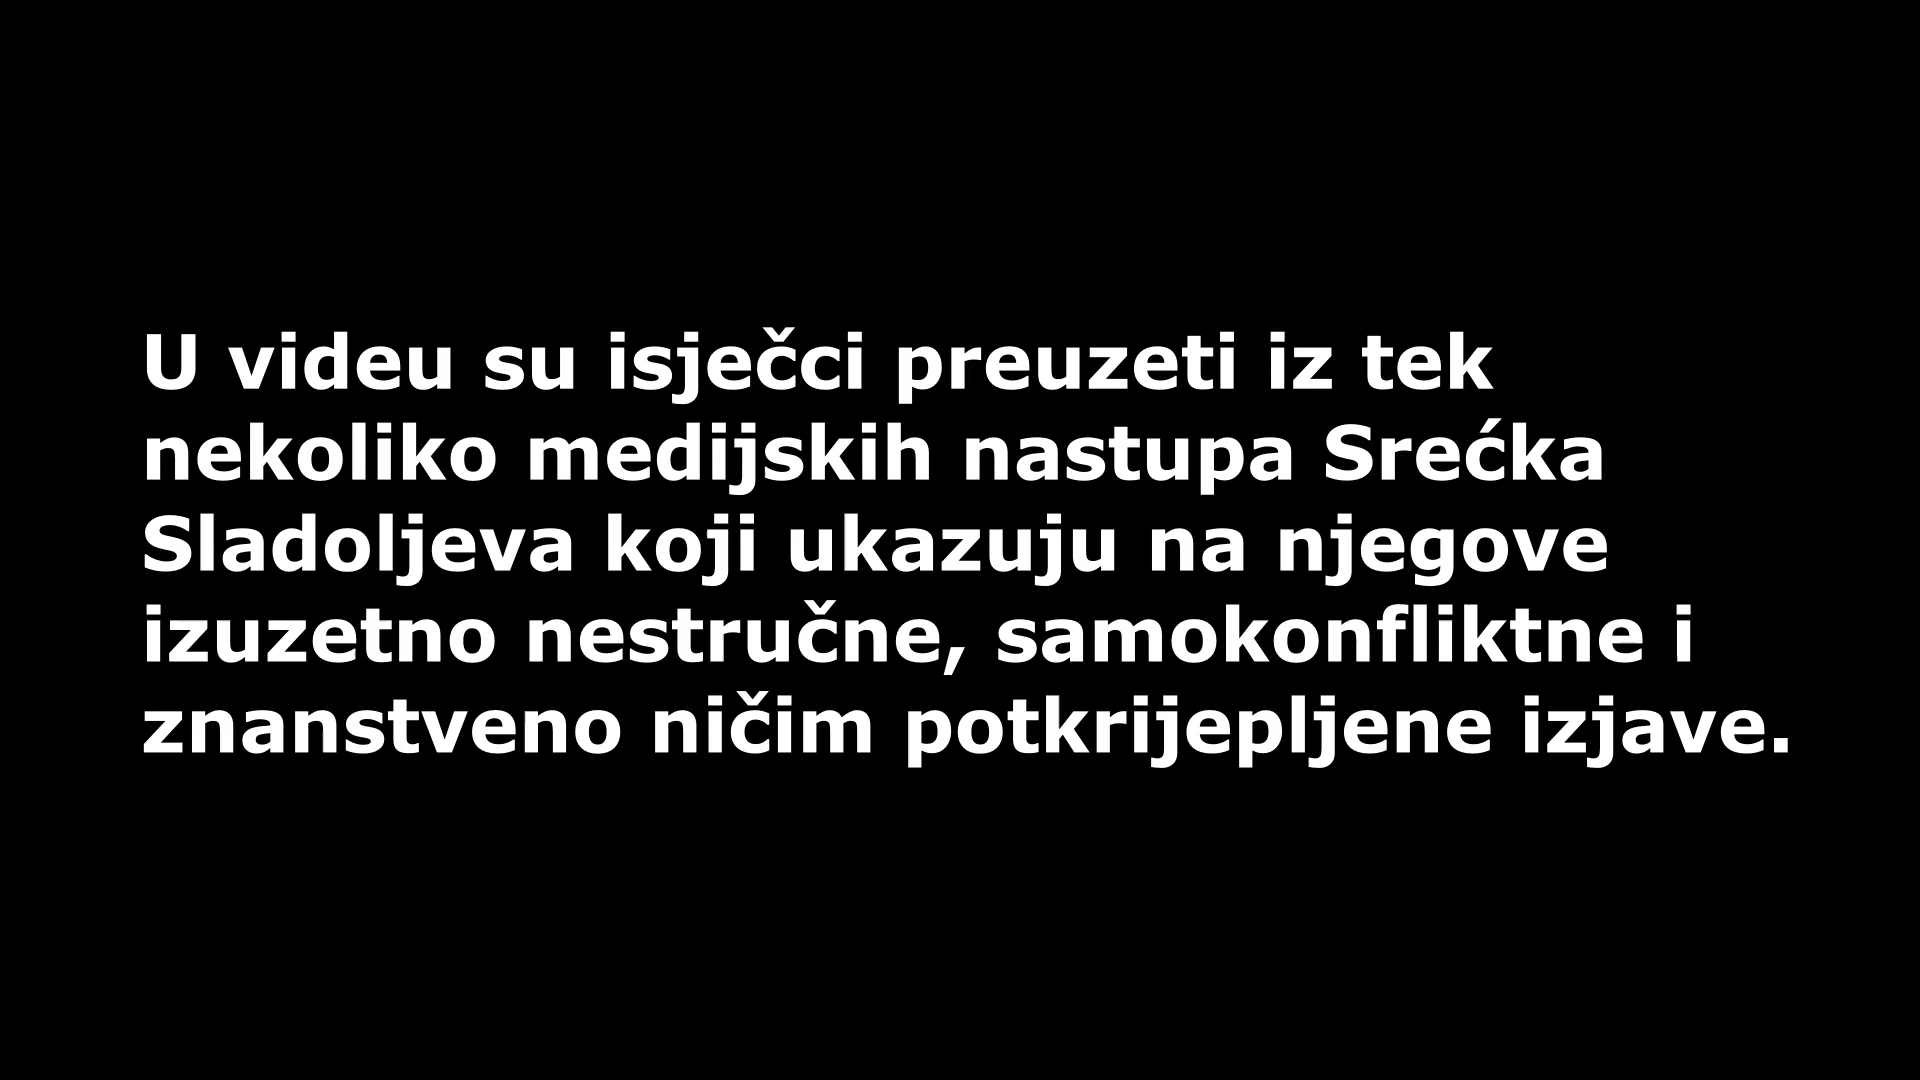 U videu su isječci preuzeti iz tek
nekoliko medijskih nastupa Srećka
Sladoljeva koji ukazuju na njegove
izuzetno nestručne, samokonfliktne i
znanstveno ničim potkrijepljene izjave.